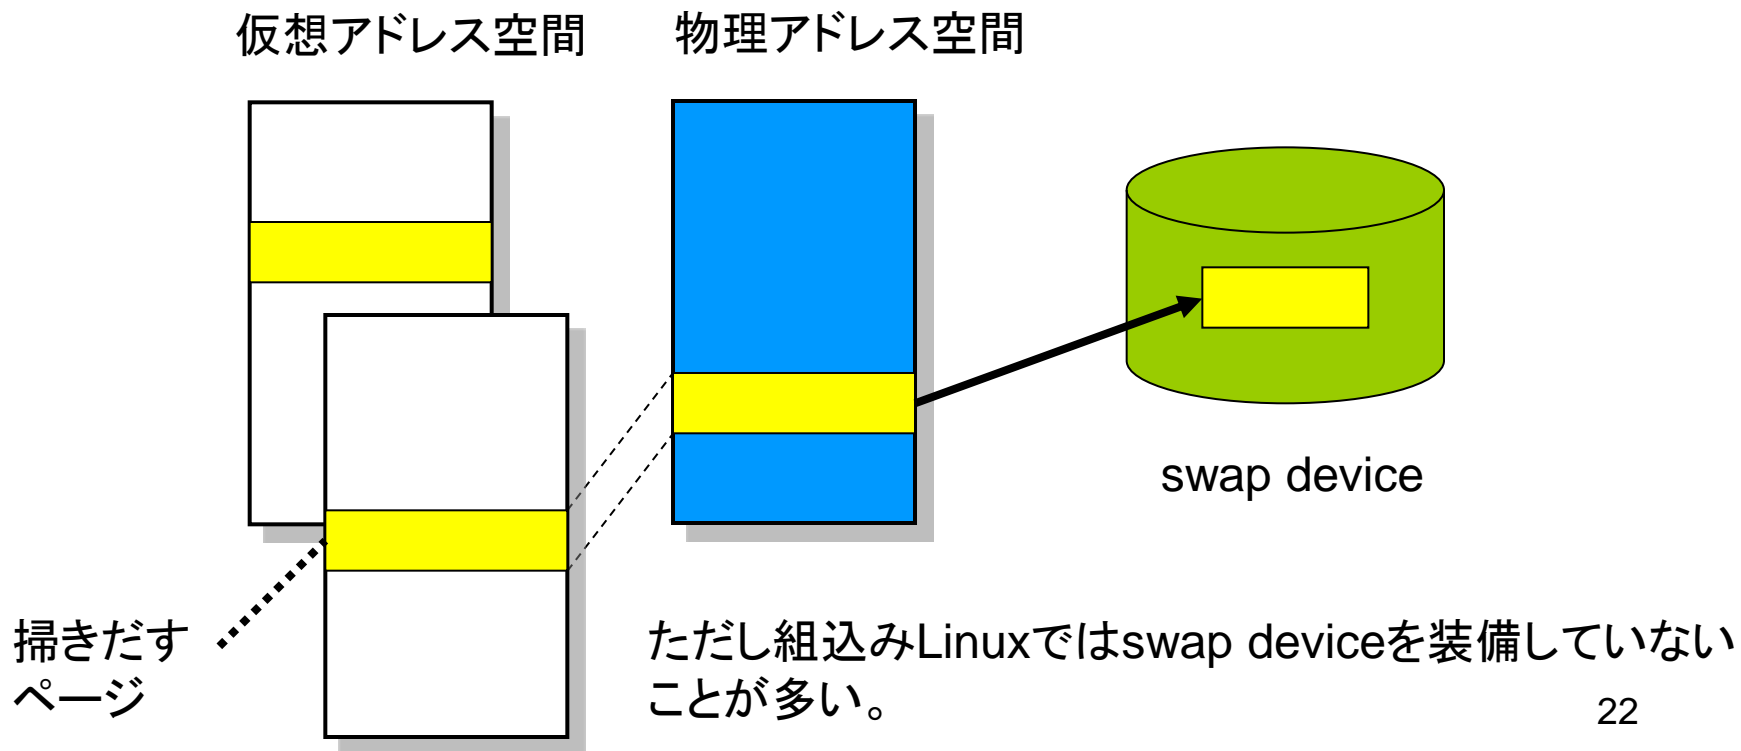 仮想アドレス空間
物理アドレス空間
swap device
掃きだす
ページ
ただし組込みLinuxではswap deviceを装備していない
ことが多い。
22